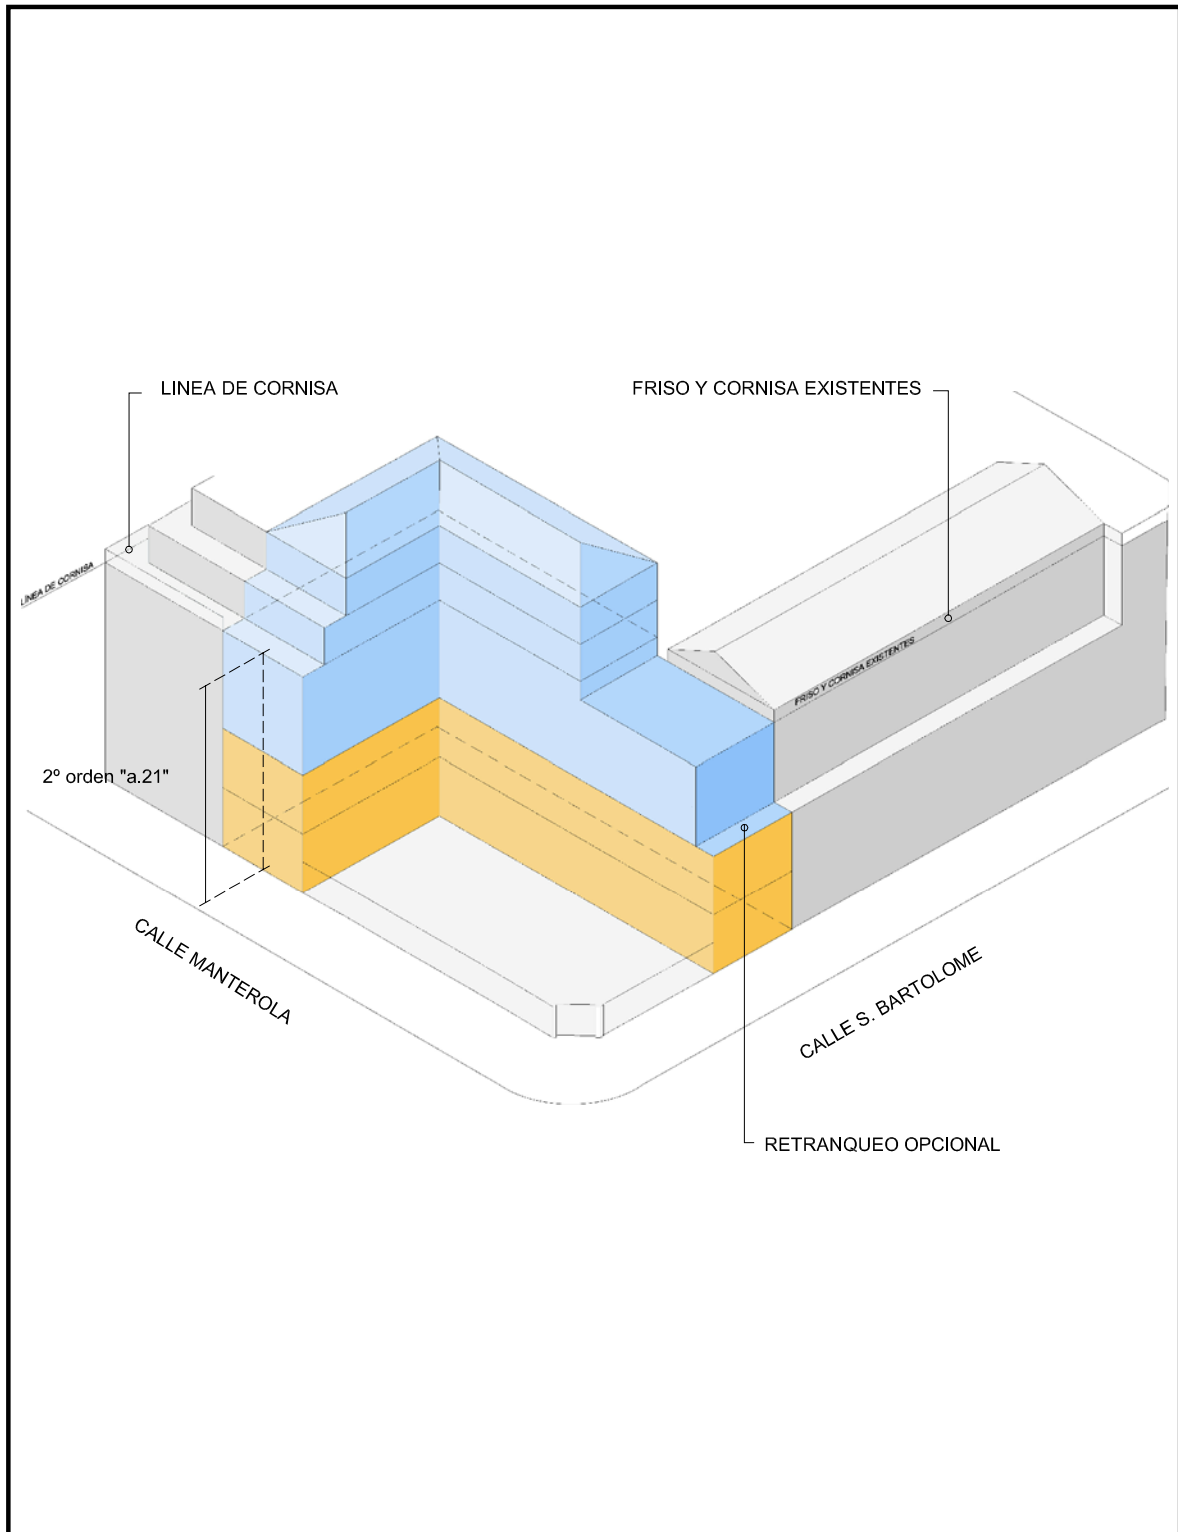 LINEA DE CORNISA
FRISO Y CORNISA EXISTENTES
LINEA DE CORNISA
FRISO Y CORNISA EXISTENTES
2º orden "a.21"
CALLE MANTEROLA
CALLE S. BARTOLOME
RETRANQUEO OPCIONAL